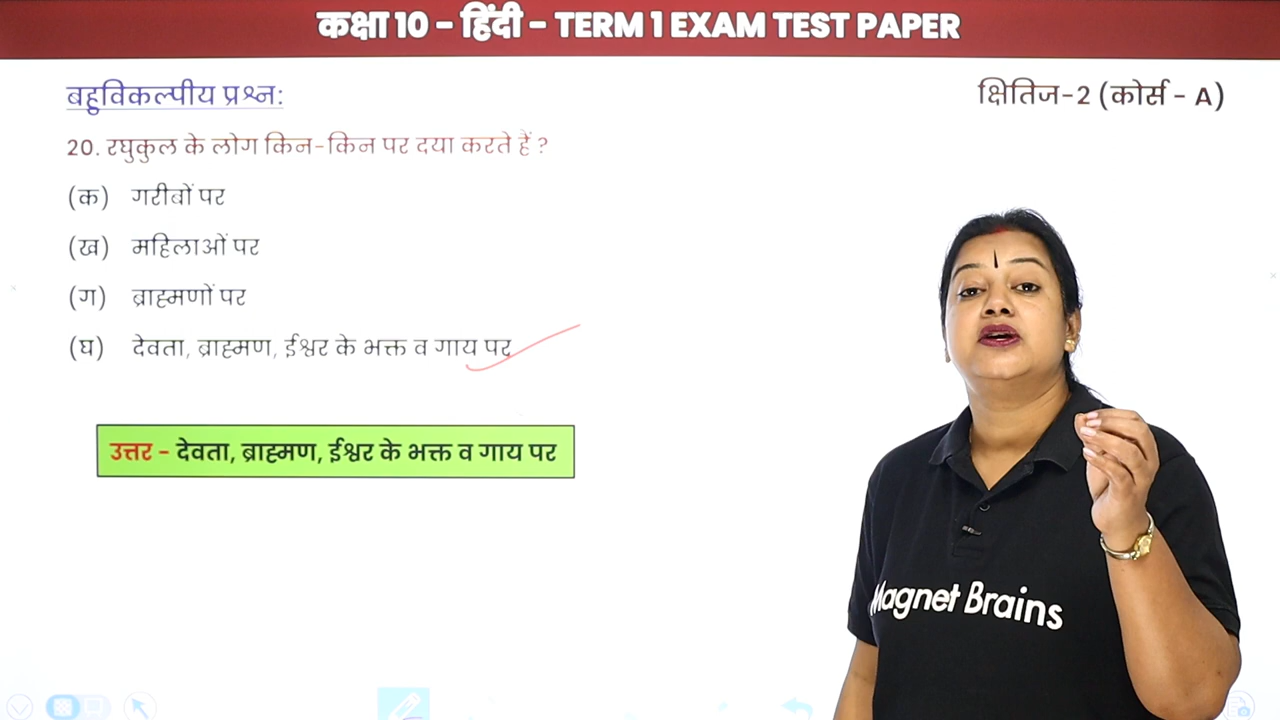 कक्षा 10 - हिंदी - TERM 1 EXAM TEST PAPER
बहुविकल्पीय प्रश्न:
क्षितिज-2 (कोर्स - A)
20. रघुकुल के लोग किन-किन पर दया करते हैं ?
(क) गरीबों पर
(ख) महिलाओं पर
(ग) ब्राह्मणों पर
(घ) देवता, ब्राह्मण, ईश्वर के भक्त व गाय पर
उत्तर - देवता, ब्राह्मण, ईश्वर के भक्त व गाय पर
Magnet Brains